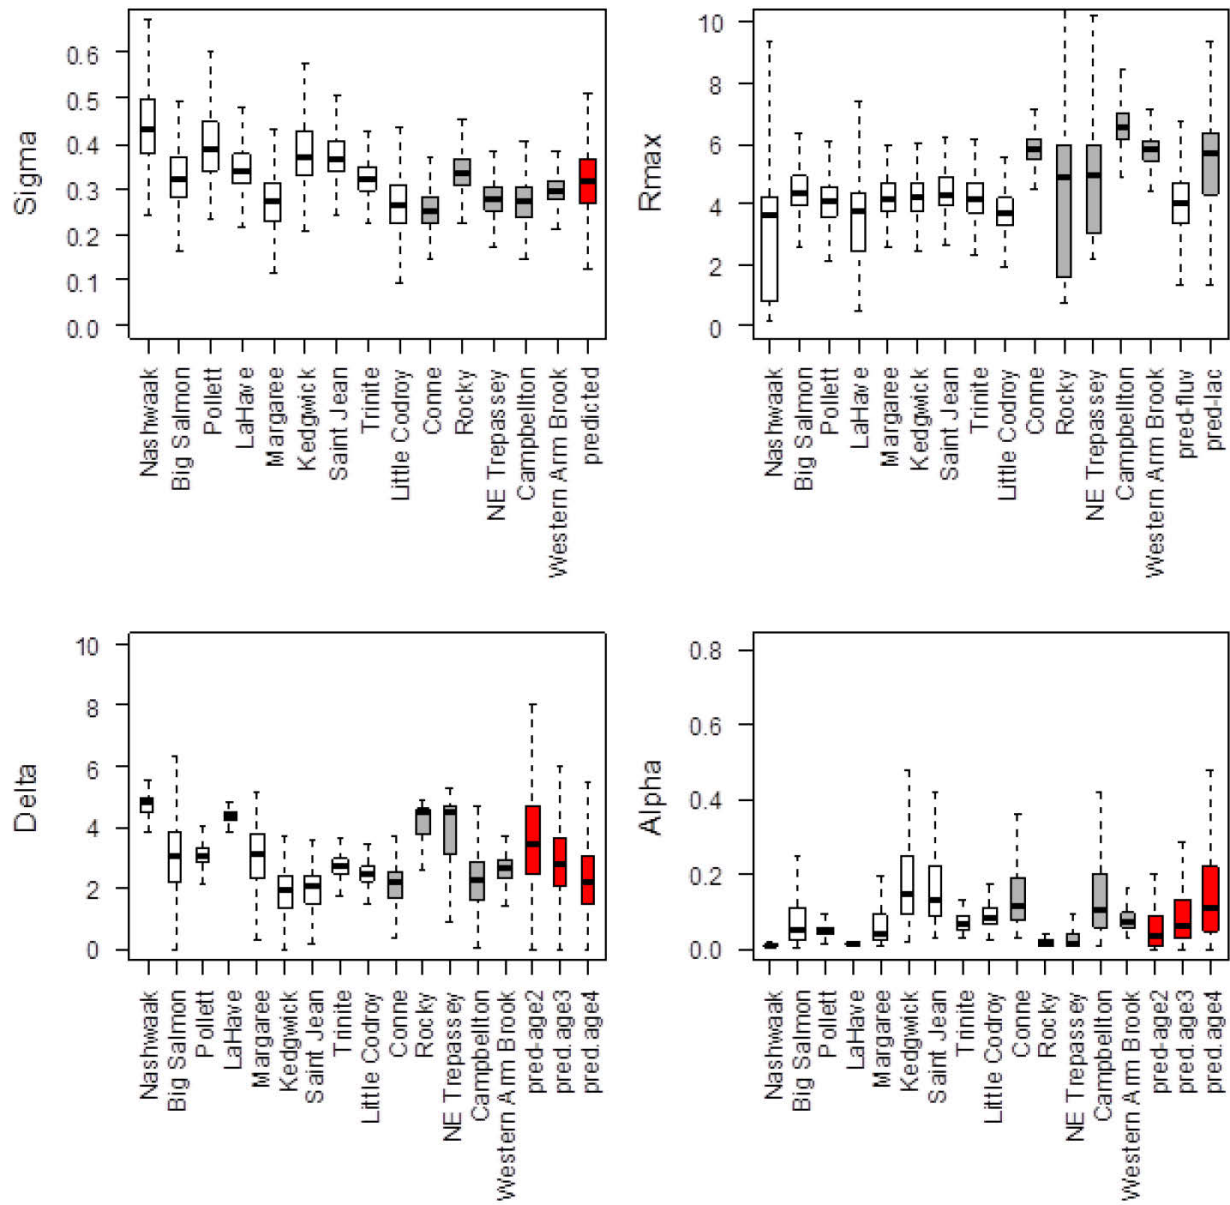 Sigma
0.6
0.5
0.4
0.3
0.2
0.1
0.0
Nashwaak
Big Salmon
Pollett
LaHave
Margaree
Kedgwick
Saint Jean
Trinite
Little Codroy
Conne
Rocky
NE Trepassey
Campbellton
Western Arm Brook
predicted
Rmax
10
8
6
4
2
0
Nashwaak
Big Salmon
Pollett
LaHave
Margaree
Kedgwick
Saint Jean
Trinite
Little Codroy
Conne
Rocky
NE Trepassey
Campbellton
Western Arm Brook
pred-fluv
pred-lac
Delta
10
8
6
4
2
0
Nashwaak
Big Salmon
Pollett
LaHave
Margaree
Kedgwick
Saint Jean
Trinite
Little Codroy
Conne
Rocky
NE Trepassey
Campbellton
Western Arm Brook
pred-age2
pred.age3
pred.age4
Alpha
0.8
0.6
0.4
0.2
0.0
Nashwaak
Big Salmon
Pollett
LaHave
Margaree
Kedgwick
Saint Jean
Trinite
Little Codroy
Conne
Rocky
NE Trepassey
Campbellton
Western Arm Brook
pred-age2
pred.age3
pred.age4